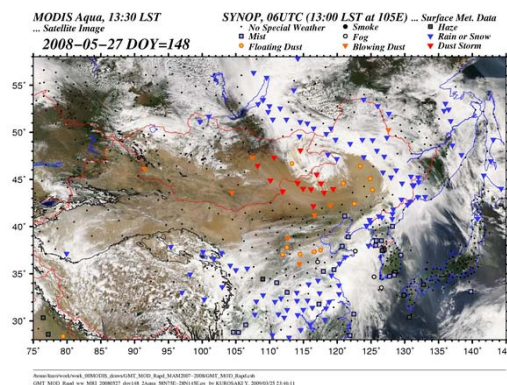 MODIS Aqua, 13:30 LST
... Satellite Image
2008-05-27 DOY=148
SYNOP, 06UTC (13:00 LST at 105E) ... Surface Met. Data
No Special Weather
Smoke
Haze
Mist
Fog
Rain or Snow
Floating Dust
Blowing Dust
Dust Storm
55°
50°
45°
40°
35°
30°
75°
80°
85°
90°
95°
100°
105°
110°
115°
120°
125°
130°
135°
140°